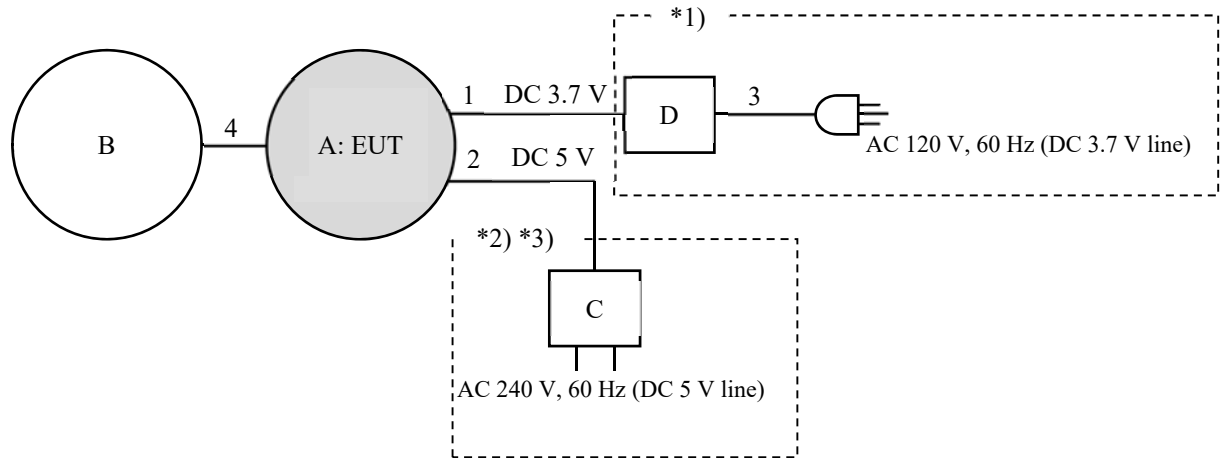 *1)
1 DC 3.7 V
D
3
B
4
A: EUT
AC 120 V, 60 Hz (DC 3.7 V line)
2 DC 5 V
*2) *3)
C
AC 240 V, 60 Hz (DC 5 V line)